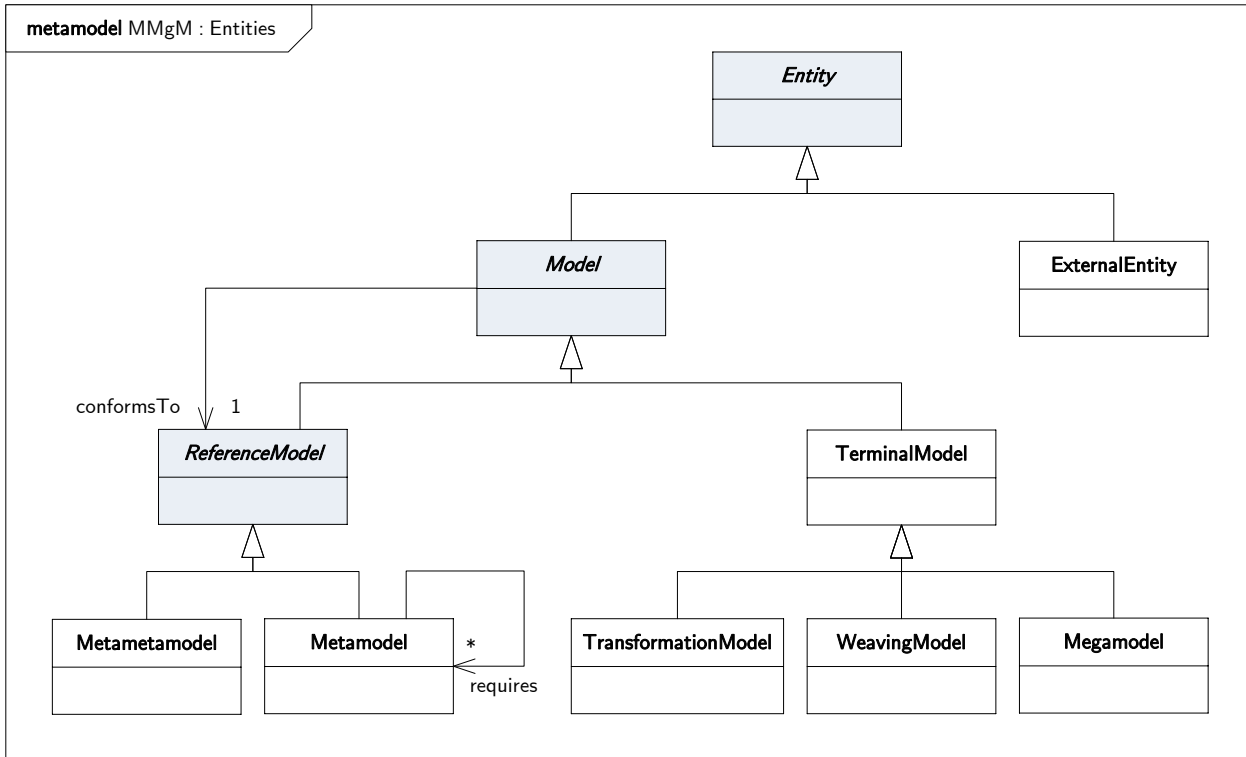 metamodel MMgM : Entities
Entity
Model
ExternalEntity
conformsTo 1
ReferenceModel
TerminalModel
Metametamodel
Metamodel
*
requires
TransformationModel
WeavingModel
Megamodel